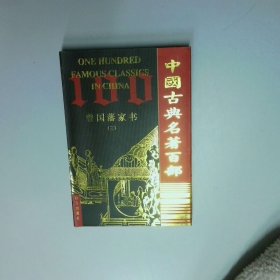 ONE HUNDRED
FAMOUS CLASSICS
IN CHINA
100
曾国藩家书
(三)
中國古典名著百部